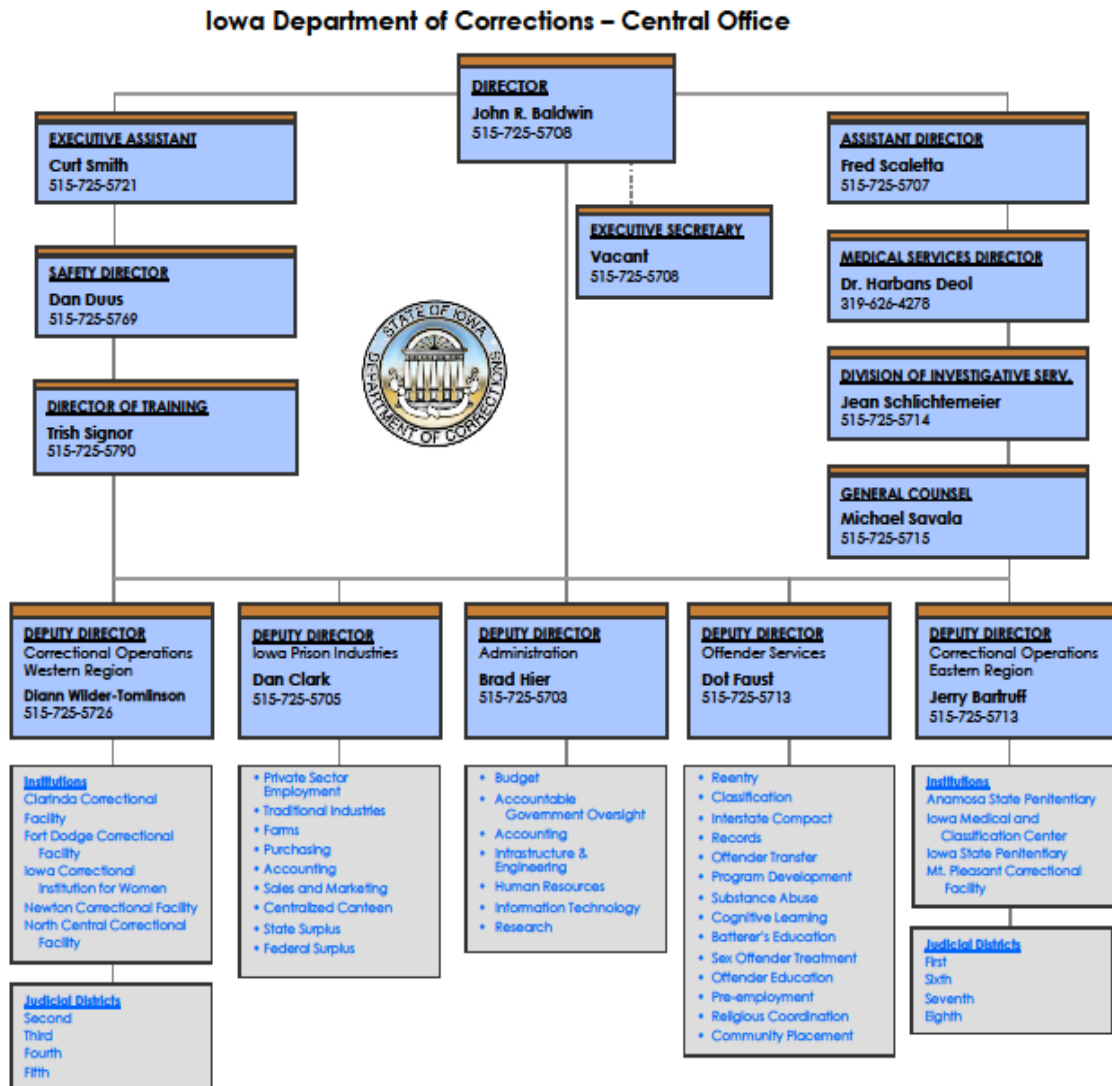 Iowa Department of Corrections – Central Office
DIRECTOR
John R. Baldwin
515-725-5708
EXECUTIVE ASSISTANT
Curt Smith
515-725-5721
ASSISTANT DIRECTOR
Fred Scaletta
515-725-5707
EXECUTIVE SECRETARY
Vacant
515-725-5708
SAFETY DIRECTOR
Dan Duus
515-725-5769
MEDICAL SERVICES DIRECTOR
Dr. Harbans Deol
319-626-4278
STATE OF IOWA
DEPARTMENT OF CORRECTIONS
DIRECTOR OF TRAINING
Trish Signor
515-725-5790
DIVISION OF INVESTIGATIVE SERV.
Jean Schlichtemeier
515-725-5714
GENERAL COUNSEL
Michael Savala
515-725-5715
DEPUTY DIRECTOR
Correctional Operations
Western Region
Diann Wilder-Tomlinson
515-725-5726
DEPUTY DIRECTOR
Iowa Prison Industries
Dan Clark
515-725-5705
DEPUTY DIRECTOR
Administration
Brad Hier
515-725-5703
DEPUTY DIRECTOR
Offender Services
Dot Faust
515-725-5713
DEPUTY DIRECTOR
Correctional Operations
Eastern Region
Jerry Bartruff
515-725-5713
Institutions
Clarinda Correctional
Facility
Fort Dodge Correctional
Facility
Iowa Correctional
Institution for Women
Newton Correctional Facility
North Central Correctional
Facility
Judicial Districts
Second
Third
Fourth
Fifth
• Private Sector
Employment
• Traditional Industries
• Farms
• Purchasing
• Accounting
• Sales and Marketing
• Centralized Canteen
• State Surplus
• Federal Surplus
• Budget
• Accountable
Government Oversight
• Accounting
• Infrastructure &
Engineering
• Human Resources
• Information Technology
• Research
• Reentry
• Classification
• Interstate Compact
• Records
• Offender Transfer
• Program Development
• Substance Abuse
• Cognitive Learning
• Batterer's Education
• Sex Offender Treatment
• Offender Education
• Pre-employment
• Religious Coordination
• Community Placement
Institutions
Anamosa State Penitentiary
Iowa Medical and
Classification Center
Iowa State Penitentiary
Mt. Pleasant Correctional
Facility
Judicial Districts
First
Sixth
Seventh
Eighth